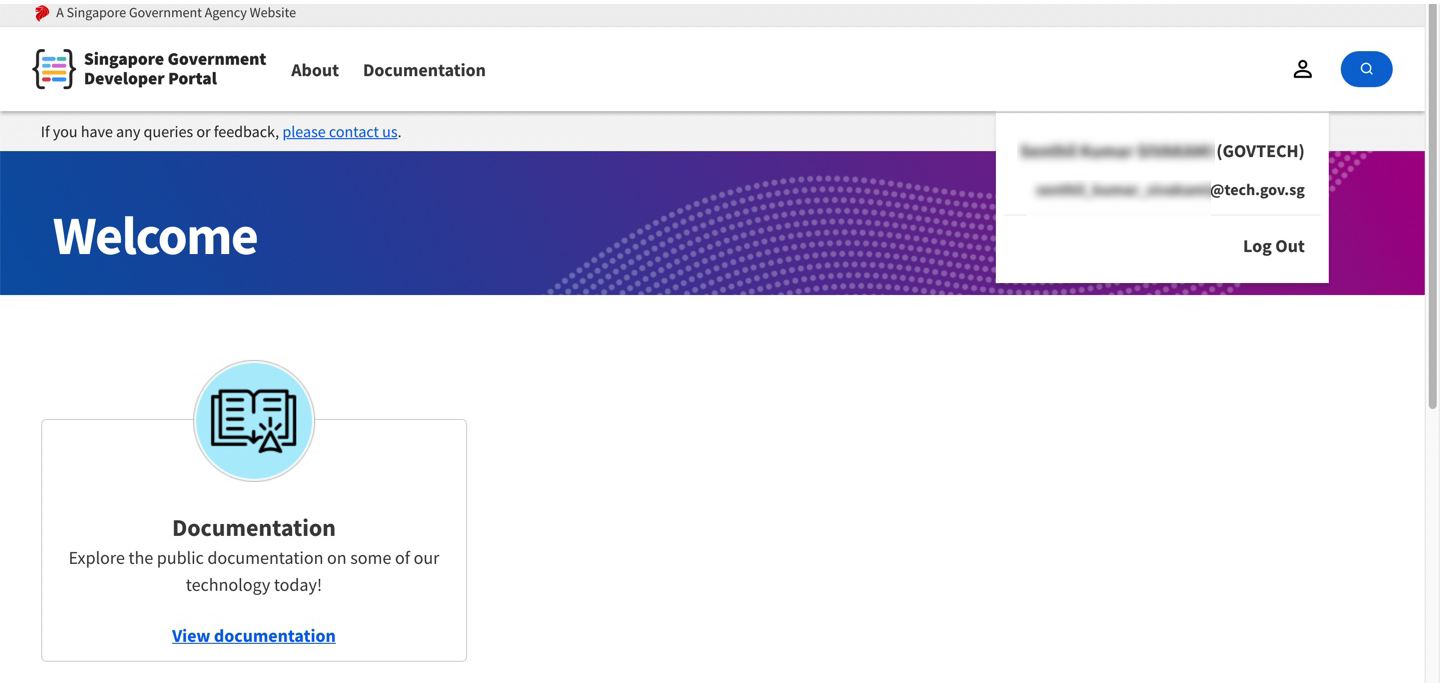 A Singapore Government Agency Website
Singapore Government
Developer Portal
About
Documentation
If you have any queries or feedback, please contact us.
(GOVTECH)
@tech.gov.sg
Log Out
Welcome
Documentation
Explore the public documentation on some of our
technology today!
View documentation